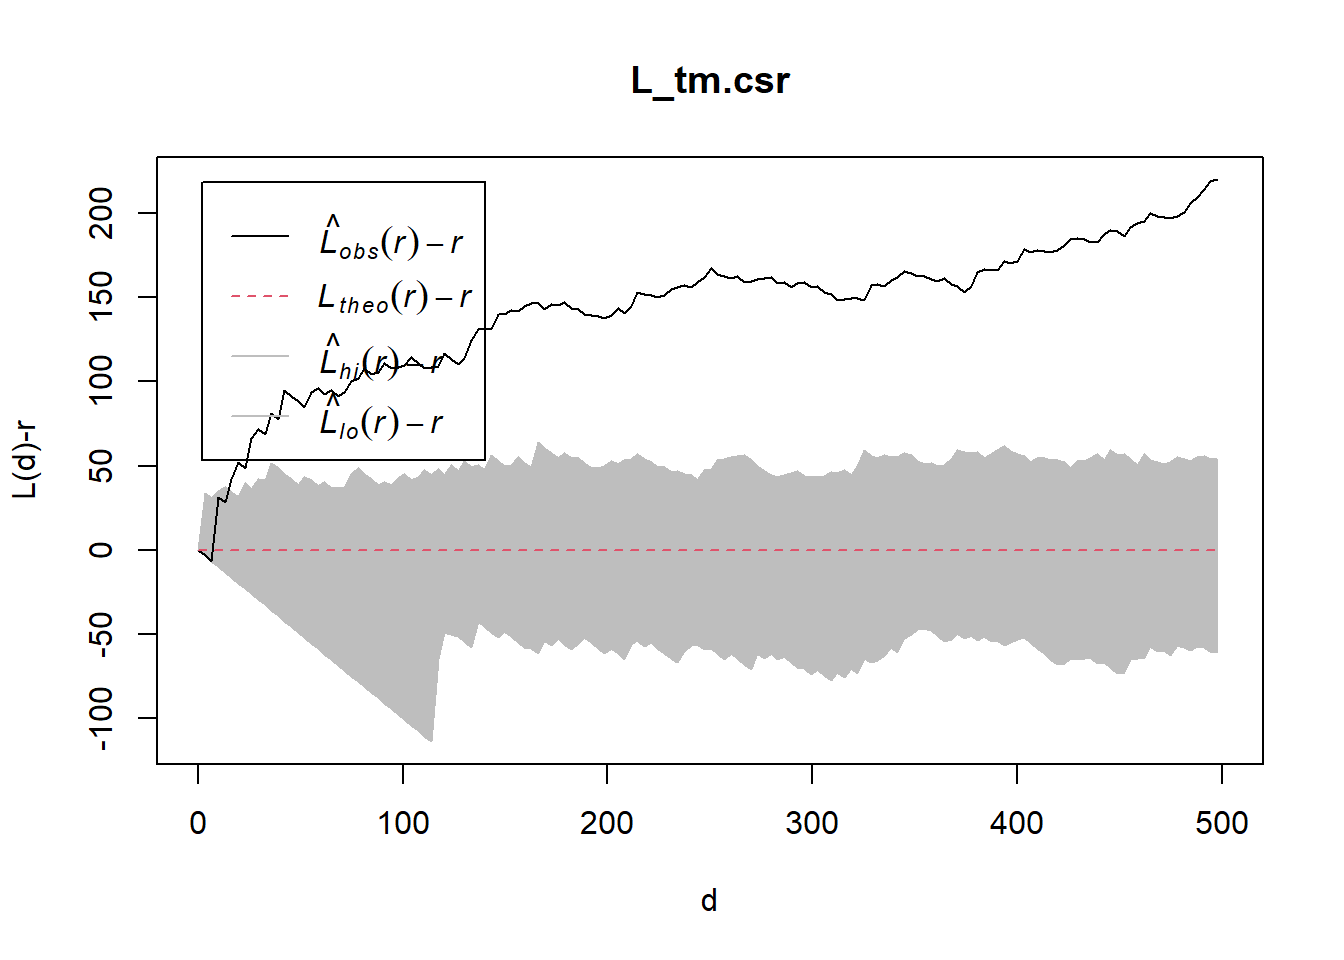 L_tm.csr
L̂obs(r) – r
Ltheo(r) – r
L̂hi(r) – r
L̂lo(r) – r
L(d)-r
200
150
100
50
0
-50
-100
0 100 200 300 400 500
d